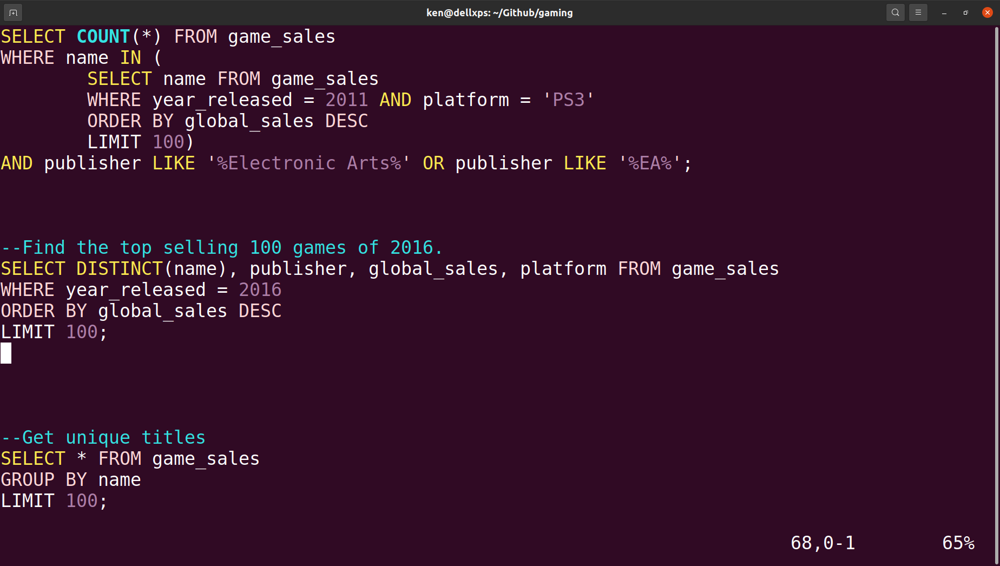 ken@dellxps: ~/Github/gaming
SELECT COUNT(*) FROM game_sales
WHERE name IN (
        SELECT name FROM game_sales
        WHERE year_released = 2011 AND platform = 'PS3'
        ORDER BY global_sales DESC
        LIMIT 100)
AND publisher LIKE '%Electronic Arts%' OR publisher LIKE '%EA%';
--Find the top selling 100 games of 2016.
SELECT DISTINCT(name), publisher, global_sales, platform FROM game_sales
WHERE year_released = 2016
ORDER BY global_sales DESC
LIMIT 100;
--Get unique titles
SELECT * FROM game_sales
GROUP BY name
LIMIT 100;
68,0-1 65%